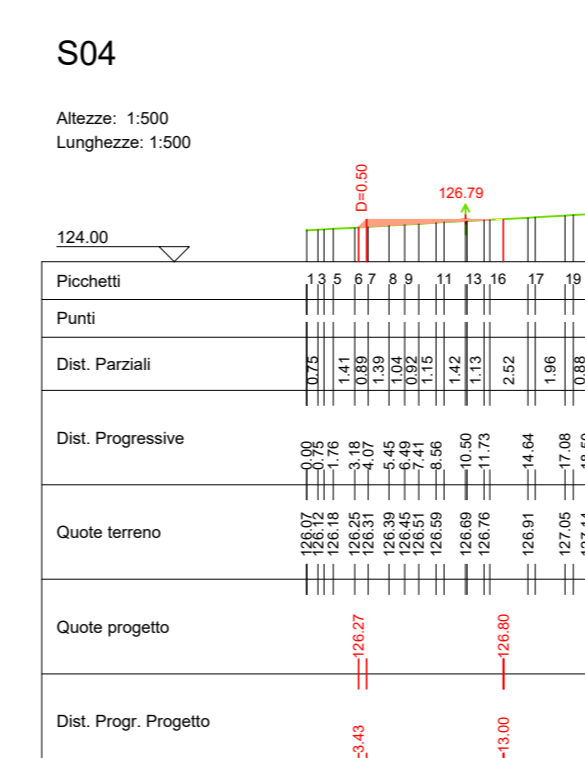 S04
Altezze: 1:500
Lunghezze: 1:500
D=0.50
126.79
124.00
Picchetti 1 3 5 6 7 8 9 11 13 16 17 19
Punti
Dist. Parziali 0.75 1.41 0.89 1.39 1.04 0.92 1.15 1.42 1.13 2.52 1.96 0.88
Dist. Progressive 0.00 0.75 1.76 3.18 4.07 5.45 6.49 7.41 8.56 10.50 11.73 14.64 17.08
Quote terreno 126.07 126.12 126.18 126.25 126.31 126.39 126.45 126.51 126.59 126.69 126.76 126.91 127.05
Quote progetto 126.27 126.80
Dist. Progr. Progetto 3.43 13.00